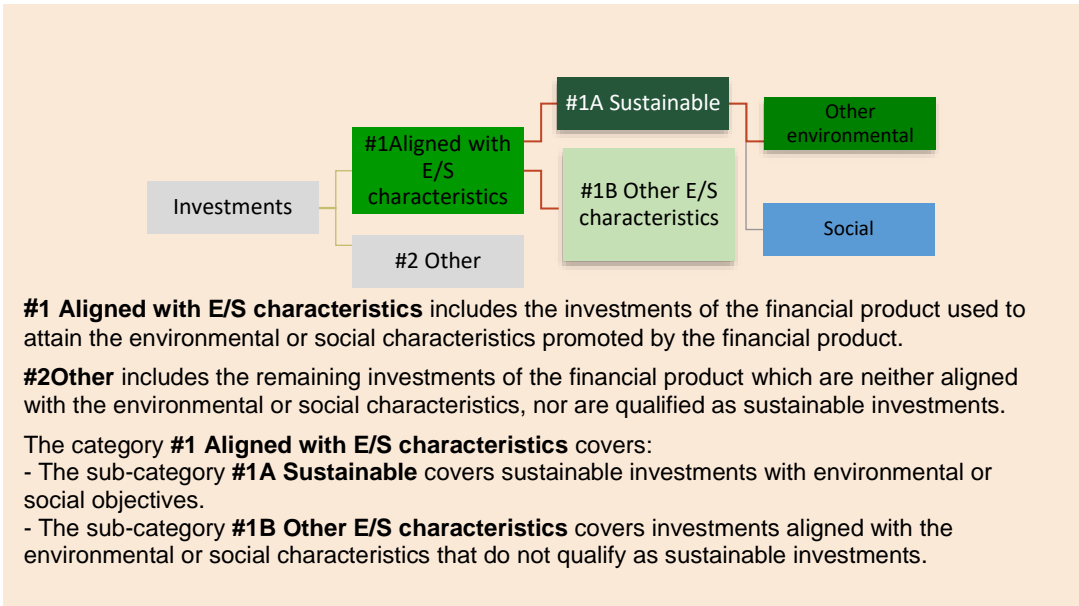 #1A Sustainable
Other
environmental
#1Aligned with
E/S
characteristics
#1B Other E/S
characteristics
Investments
Social
#2 Other
#1 Aligned with E/S characteristics includes the investments of the financial product used to
attain the environmental or social characteristics promoted by the financial product.
#2Other includes the remaining investments of the financial product which are neither aligned
with the environmental or social characteristics, nor are qualified as sustainable investments.
The category #1 Aligned with E/S characteristics covers:
- The sub-category #1A Sustainable covers sustainable investments with environmental or
social objectives.
- The sub-category #1B Other E/S characteristics covers investments aligned with the
environmental or social characteristics that do not qualify as sustainable investments.